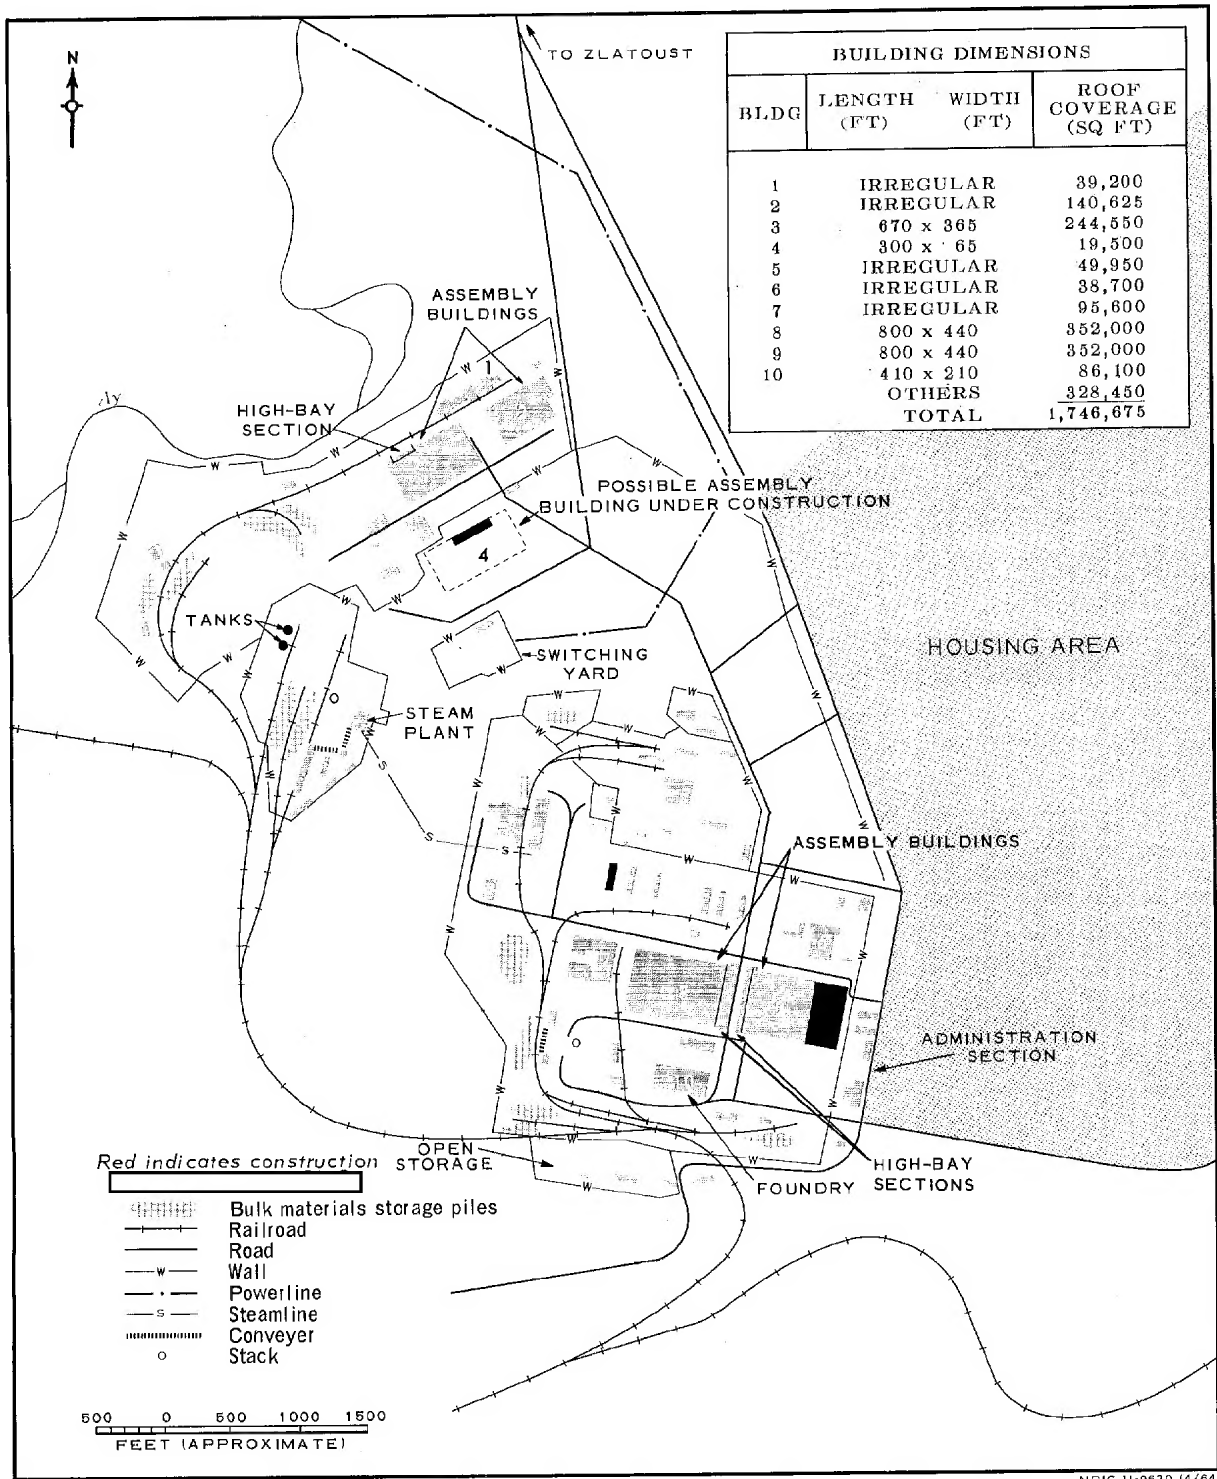 TO ZLATOUST
N
BUILDING DIMENSIONS
BLDG LENGTH (FT) WIDTH (FT) ROOF COVERAGE (SQ FT)
1 IRREGULAR 39,200
2 IRREGULAR 140,625
3 670 x 365 244,550
4 300 x 65 19,500
5 IRREGULAR 49,950
6 IRREGULAR 38,700
7 IRREGULAR 95,600
8 800 x 440 352,000
9 800 x 440 352,000
10 410 x 210 86,100
OTHERS 328,450
TOTAL 1,746,675
ASSEMBLY
BUILDINGS
1
Ay
HIGH-BAY
SECTION
POSSIBLE ASSEMBLY
BUILDING UNDER CONSTRUCTION
4
TANKS
HOUSING AREA
SWITCHING
YARD
STEAM
PLANT
ASSEMBLY BUILDINGS
ADMINISTRATION
SECTION
OPEN
STORAGE
HIGH-BAY
SECTIONS
FOUNDRY
Red indicates construction
Bulk materials storage piles
Railroad
Road
W Wall
Powerline
S Steamline
Conveyer
Stack
500 0 500 1000 1500
FEET (APPROXIMATE)